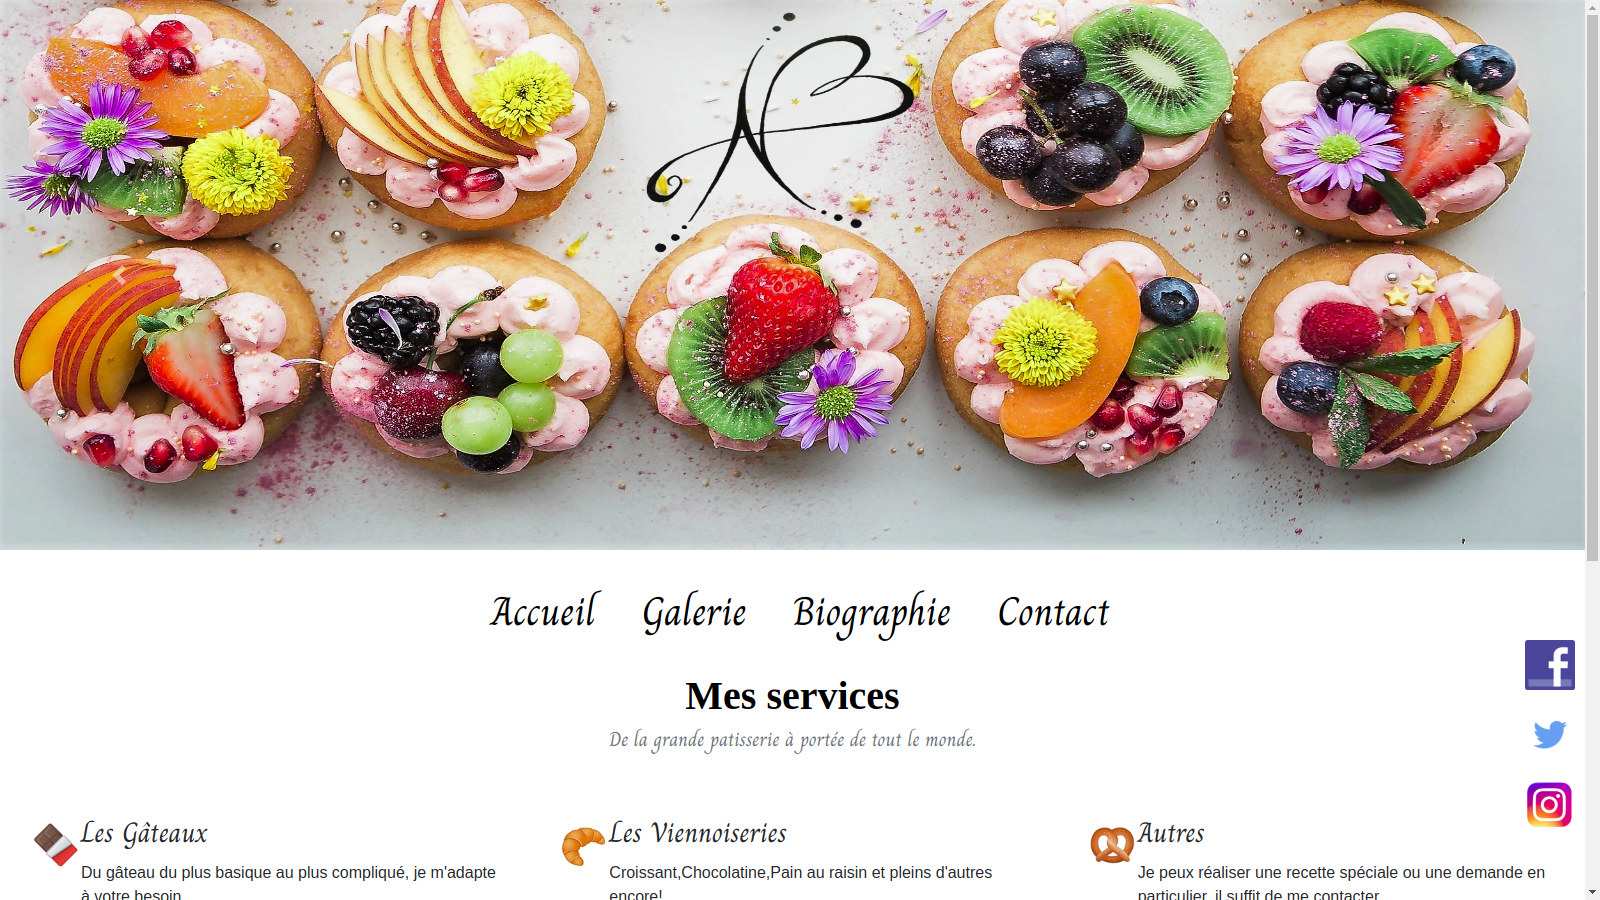 Accueil Galerie Biographie Contact
Mes services
De la grande patisserie à portée de tout le monde.
Les Gâteaux
Du gâteau du plus basique au plus compliqué, je m'adapte
à votre besoin
Les Viennoiseries
Croissant,Chocolatine,Pain au raisin et pleins d'autres
encore!
Autres
Je peux réaliser une recette spéciale ou une demande en
particulier, il suffit de me contacter